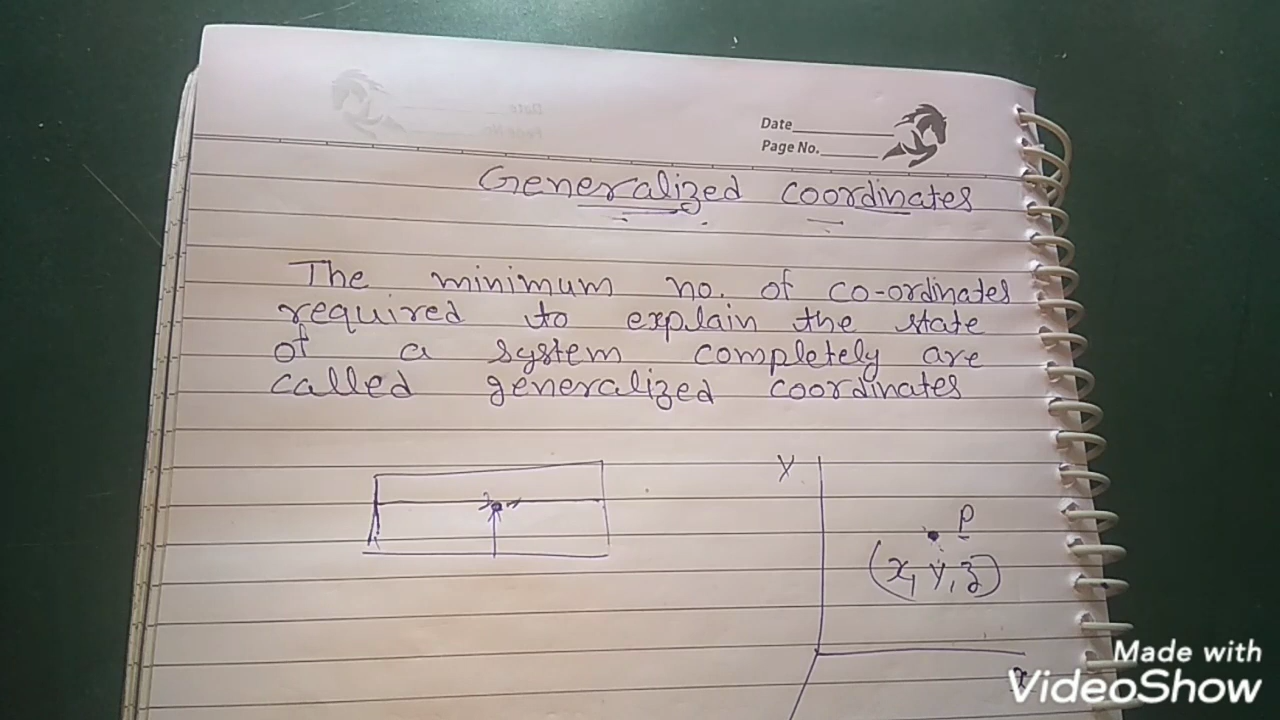 Date
Page No.
Generalized coordinates
The minimum no. of co-ordinates
required to explain the state
of a system completely are
called generalized coordinates
Y
P
(x, y, z)
x
Made with
VideoShow